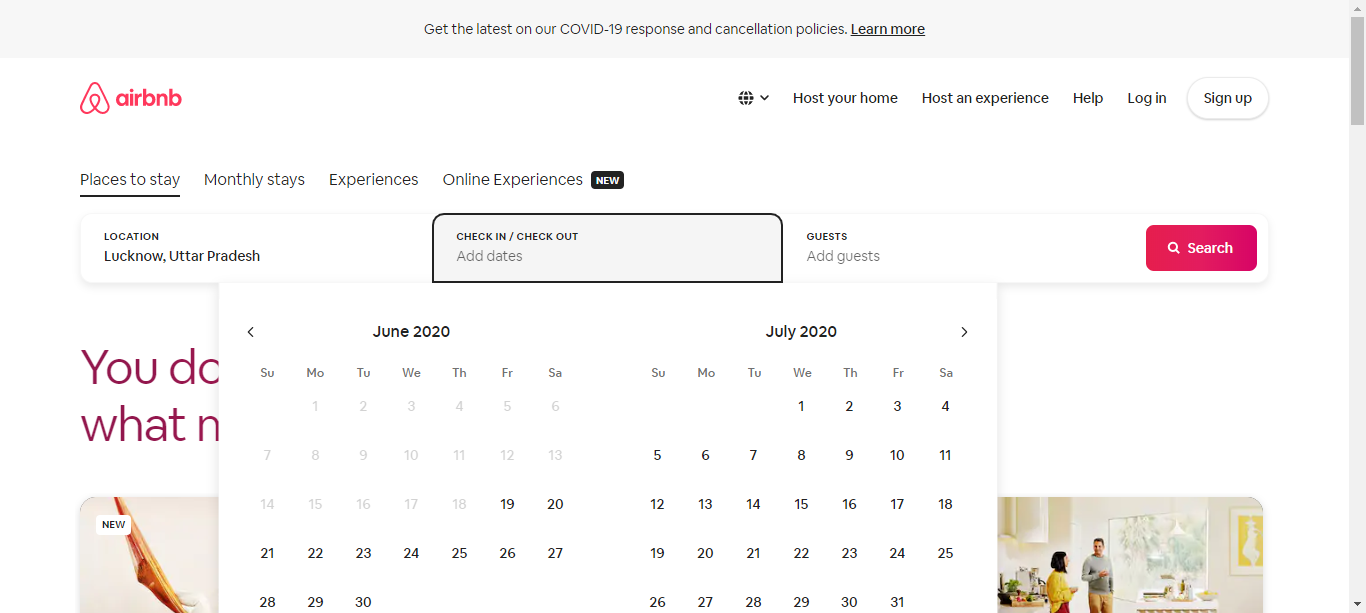 Get the latest on our COVID-19 response and cancellation policies. Learn more
airbnb
Host your home Host an experience Help Log in Sign up
Places to stay Monthly stays Experiences Online Experiences NEW
LOCATION CHECK IN / CHECK OUT GUESTS
Lucknow, Uttar Pradesh Add dates Add guests
Search
June 2020 July 2020
Su Mo Tu We Th Fr Sa Su Mo Tu We Th Fr Sa
1 2 3 4 5 6 1 2 3 4
7 8 9 10 11 12 13 5 6 7 8 9 10 11
14 15 16 17 18 19 20 12 13 14 15 16 17 18
21 22 23 24 25 26 27 19 20 21 22 23 24 25
28 29 30 26 27 28 29 30 31
You do
what
NEW